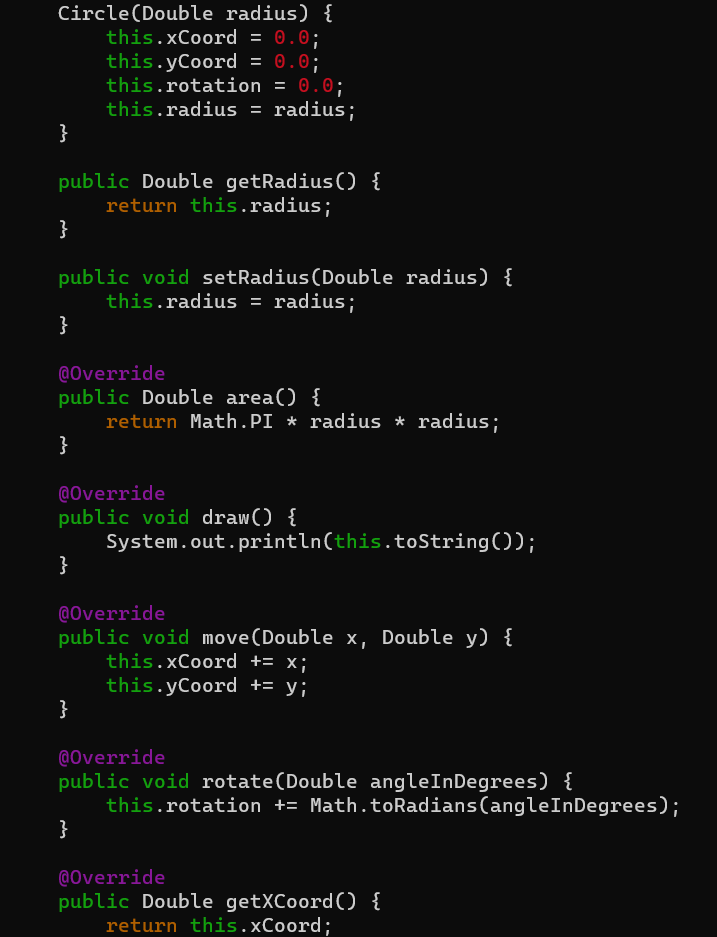 Circle(Double radius) {
this.xCoord = 0.0;
this.yCoord = 0.0;
this.rotation = 0.0;
this.radius = radius;
}
public Double getRadius() {
return this.radius;
}
public void setRadius(Double radius) {
this.radius = radius;
}
@Override
public Double area() {
return Math.PI * radius * radius;
}
@Override
public void draw() {
System.out.println(this.toString());
}
@Override
public void move(Double x, Double y) {
this.xCoord += x;
this.yCoord += y;
}
@Override
public void rotate(Double angleInDegrees) {
this.rotation += Math.toRadians(angleInDegrees);
}
@Override
public Double getXCoord() {
return this.xCoord;